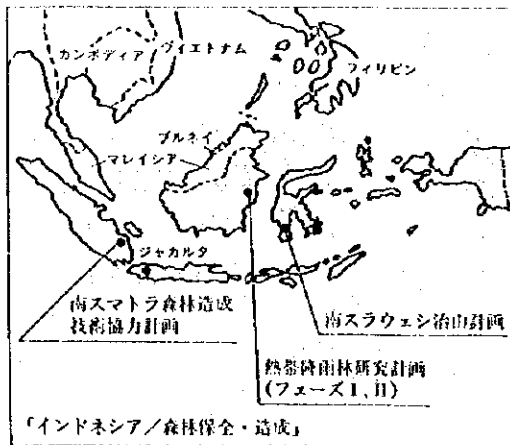 カンボディア
ヴィエトナム
フィリピン
ブルネイ
マレイシア
ジャカルタ
南スマトラ森林造成
技術協力計画
南スラウェシ治山計画
熱帯降雨林研究計画
(フェーズⅠ,Ⅱ)
「インドネシア/森林保全・造成」